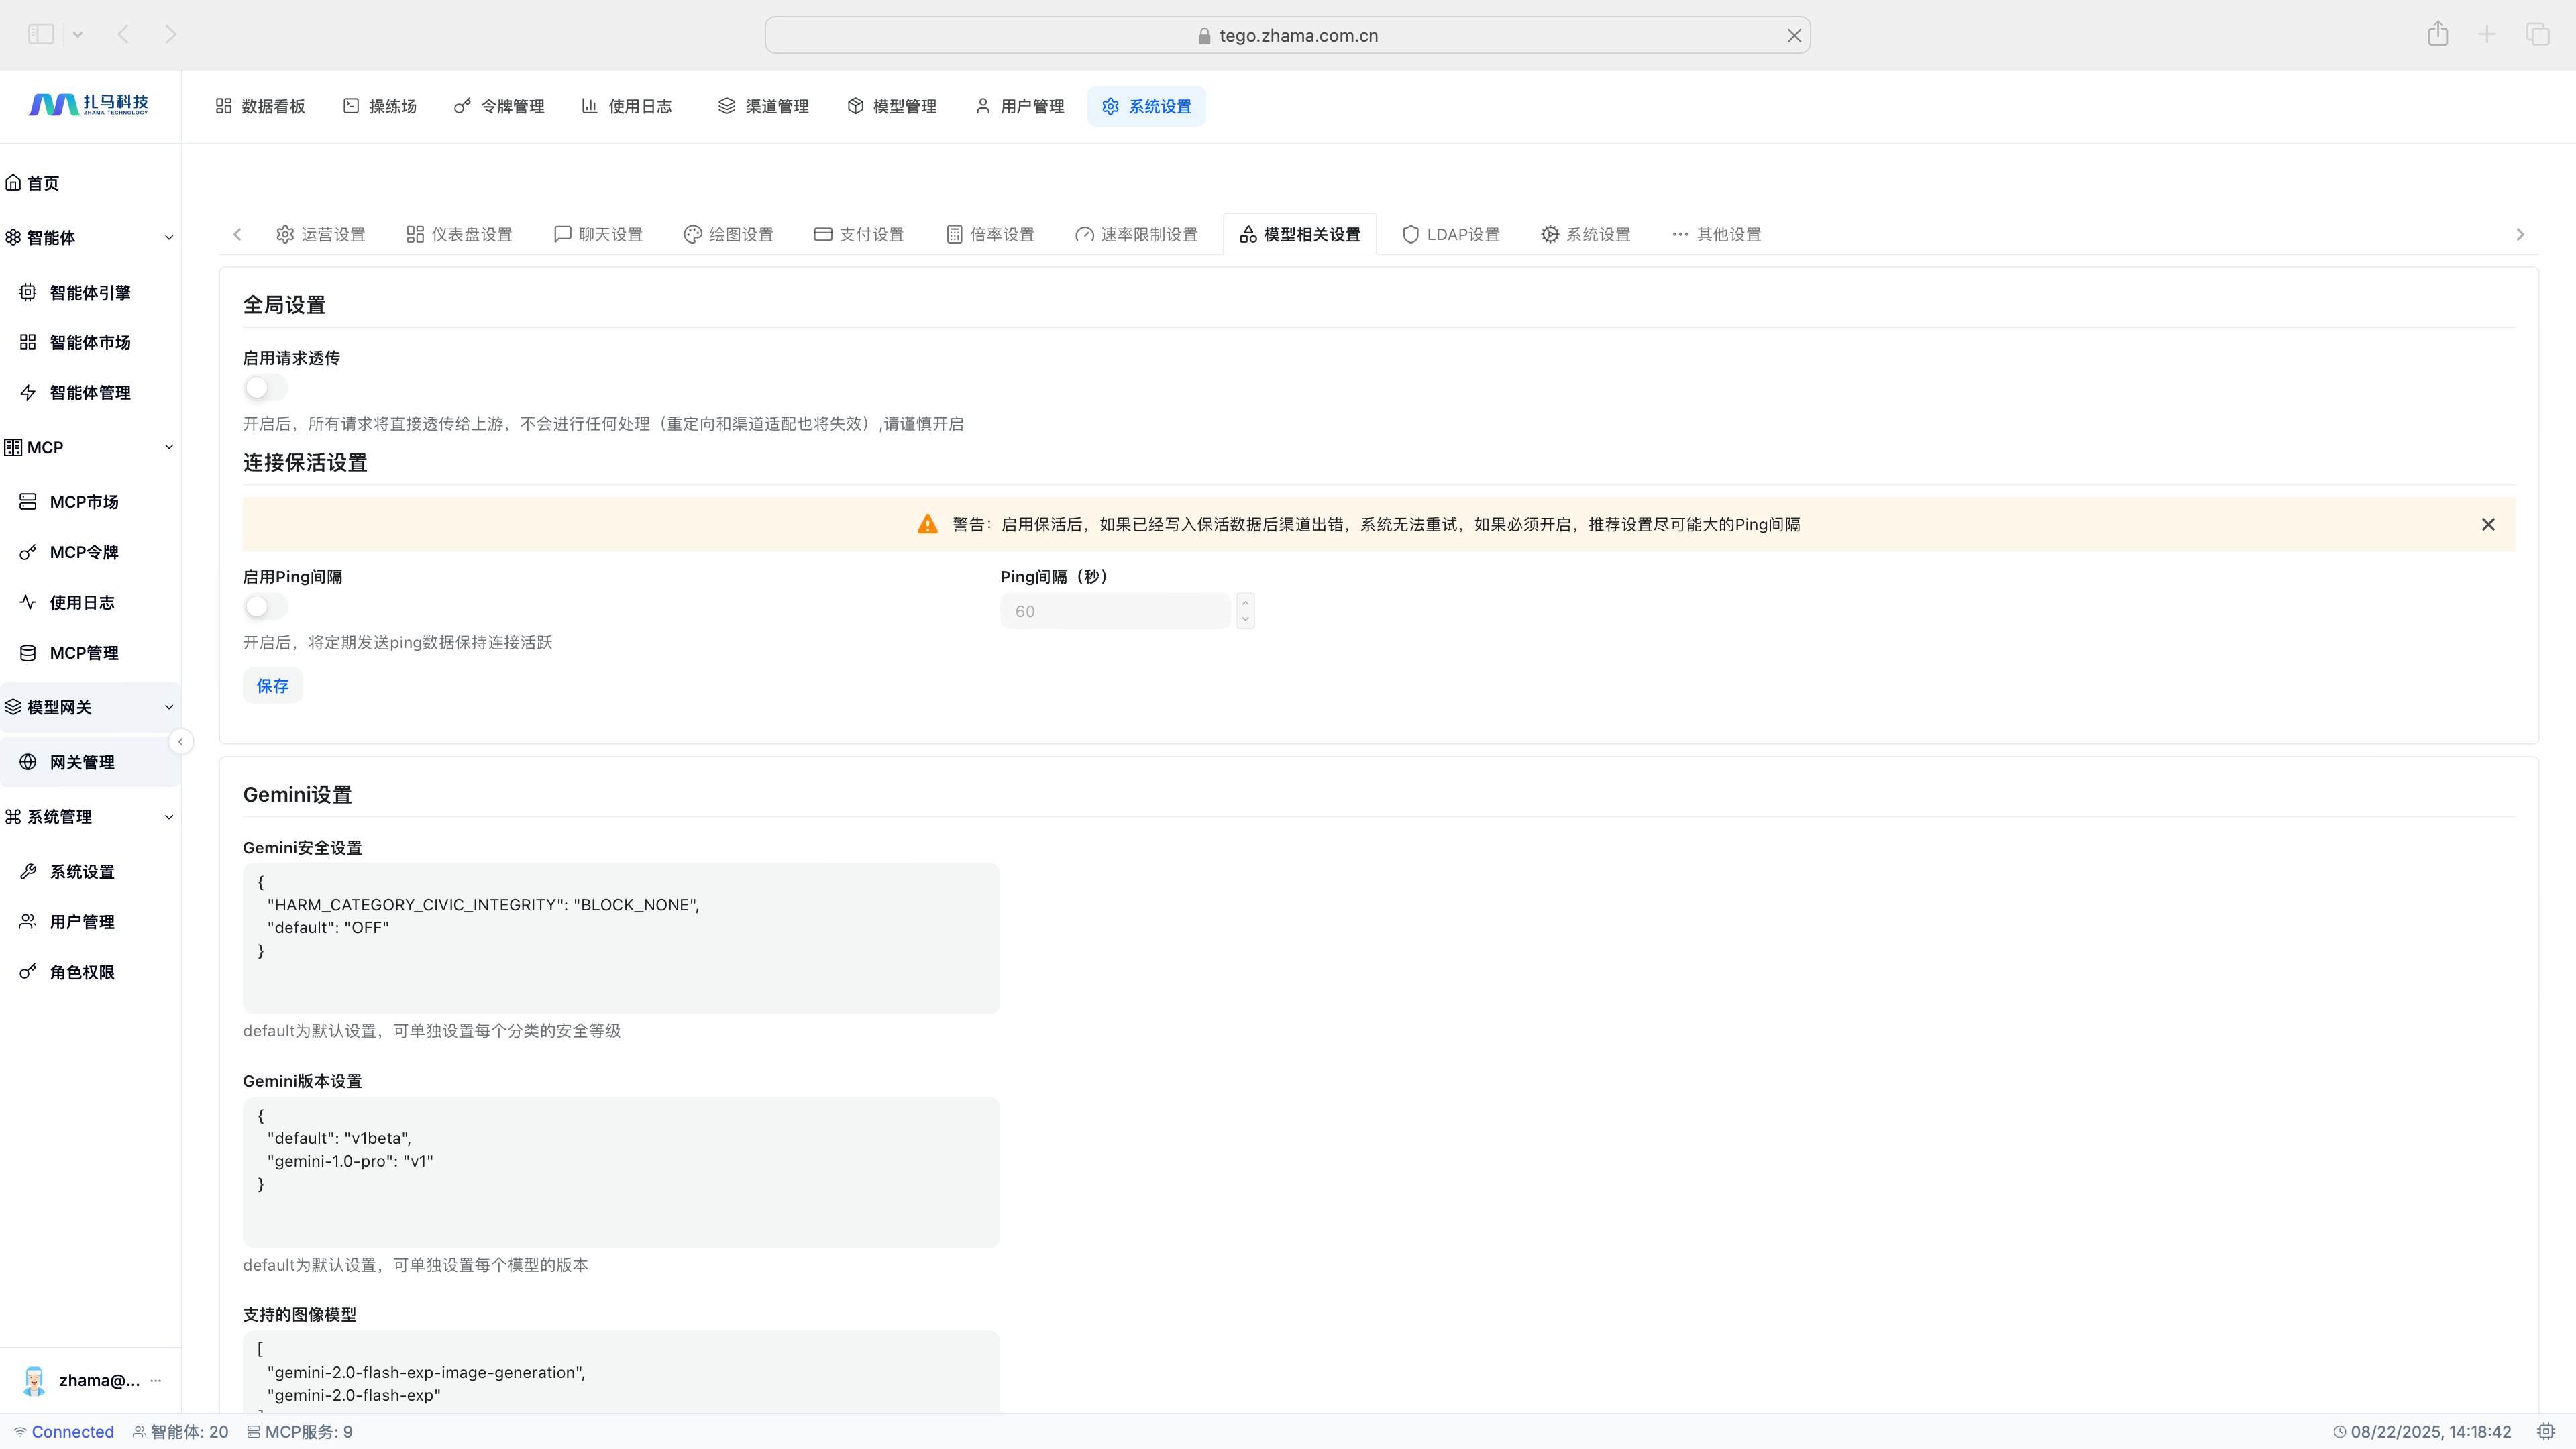 tego.zhama.com.cn
扎马科技
ZHAMA TECHNOLOGY
数据看板
操练场
令牌管理
使用日志
渠道管理
模型管理
用户管理
系统设置
首页
智能体
智能体引擎
智能体市场
智能体管理
MCP
MCP市场
MCP令牌
使用日志
MCP管理
模型网关
网关管理
系统管理
系统设置
用户管理
角色权限
zhama@...
运营设置
仪表盘设置
聊天设置
绘图设置
支付设置
倍率设置
速率限制设置
模型相关设置
LDAP设置
系统设置
其他设置
全局设置
启用请求透传
开启后，所有请求将直接透传给上游，不会进行任何处理（重定向和渠道适配也将失效）,请谨慎开启
连接保活设置
警告：启用保活后，如果已经写入保活数据后渠道出错，系统无法重试，如果必须开启，推荐设置尽可能大的Ping间隔
启用Ping间隔
Ping间隔（秒）
60
开启后，将定期发送ping数据保持连接活跃
保存
Gemini设置
Gemini安全设置
{
"HARM_CATEGORY_CIVIC_INTEGRITY": "BLOCK_NONE",
"default": "OFF"
}
default为默认设置，可单独设置每个分类的安全等级
Gemini版本设置
{
"default": "v1beta",
"gemini-1.0-pro": "v1"
}
default为默认设置，可单独设置每个模型的版本
支持的图像模型
[
"gemini-2.0-flash-exp-image-generation",
"gemini-2.0-flash-exp"
Connected
智能体: 20
MCP服务: 9
08/22/2025, 14:18:42